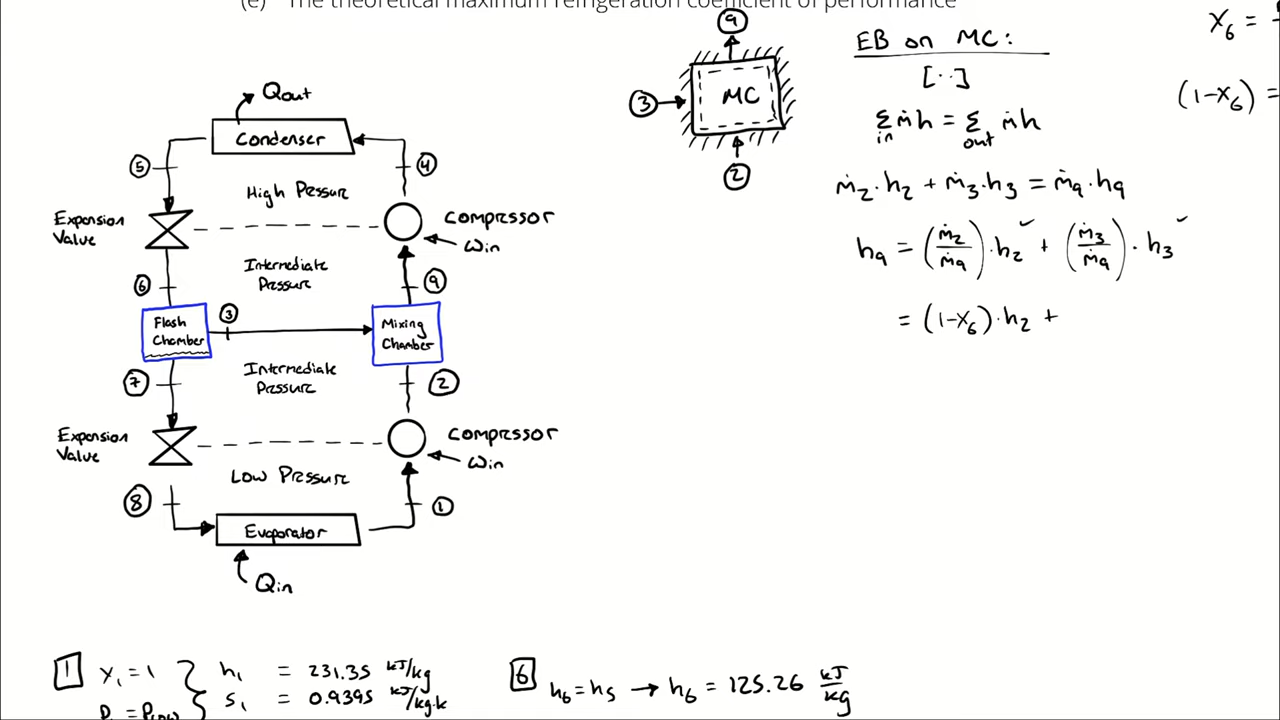 (e) The theoretical maximum refrigeration coefficient of performance
Qout
Condenser
5
4
High Pressure
Expansion
Valve
Compressor
Win
Intermediate
Pressure
6
9
3
Flash
Chamber
Mixing
Chamber
Intermediate
Pressure
7
2
Expansion
Valve
Compressor
Win
Low Pressure
8
1
Evaporator
Qin
9
3
MC
2
EB on MC:
[··]
Σ ṁh = Σ ṁh
in out
ṁ₂·h₂ + ṁ₃·h₃ = ṁ₉·h₉
h₉ = (ṁ₂/ṁ₉)·h₂ ✓ + (ṁ₃/ṁ₉)·h₃ ✓
= (1-x₆)·h₂ +
x₆ =
(1-x₆) =
1 x₁ = 1 } h₁ = 231.35 kJ/kg
P₁ = PLOW } s₁ = 0.9395 kJ/kg·k
6 h₆ = h₅ → h₆ = 125.26 kJ/kg